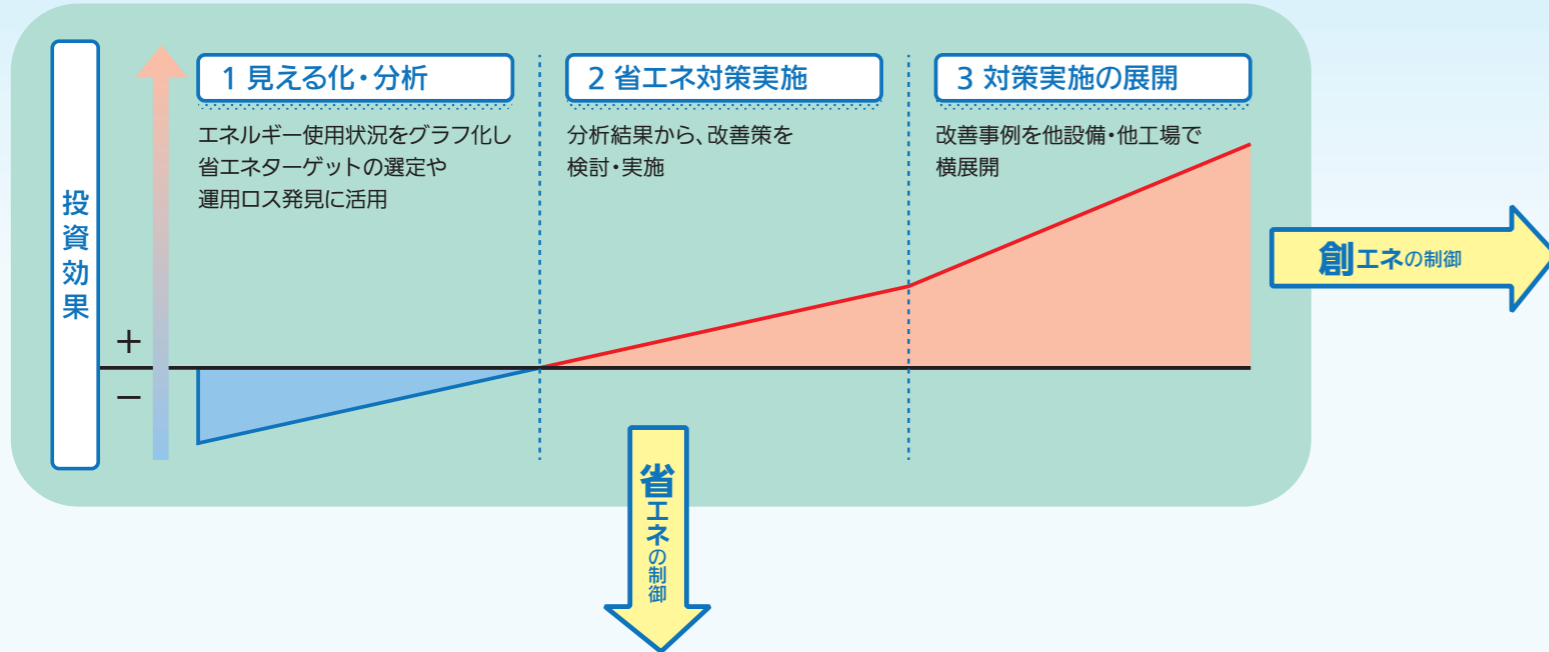 投資効果
+
−
1 見える化・分析
エネルギー使用状況をグラフ化し
省エネターゲットの選定や
運用ロス発見に活用
2 省エネ対策実施
分析結果から、改善策を
検討・実施
3 対策実施の展開
改善事例を他設備・他工場で
横展開
創エネの制御
省エネの制御